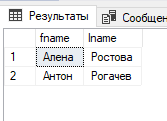 Результаты Сообщен
fname lname
1 Алена Ростова
2 Антон Рогачев